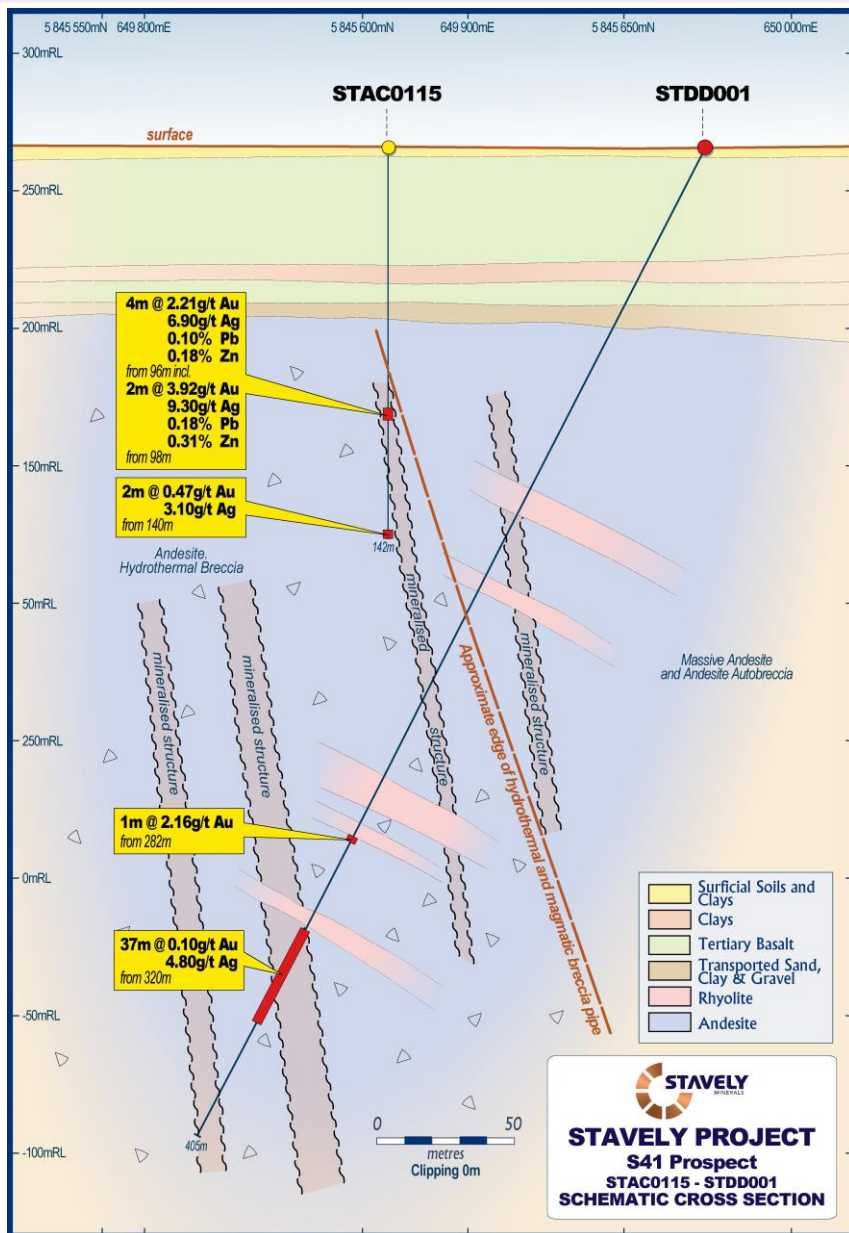 5 845 550mN 649 800mE 5 845 600mN 649 900mE 5 845 650mN 650 000mE
300mRL
STAC0115 STDD001
surface
250mRL
200mRL
4m @ 2.21g/t Au
6.90g/t Ag
0.10% Pb
0.18% Zn
from 96m incl.
2m @ 3.92g/t Au
9.30g/t Ag
0.18% Pb
0.31% Zn
from 98m
150mRL
2m @ 0.47g/t Au
3.10g/t Ag
from 140m
142m
Andesite.
Hydrothermal Breccia
50mRL
mineralised structure
mineralised structure
mineralised structure
mineralised structure
Approximate edge of hydrothermal and magmatic breccia pipe
Massive Andesite
and Andesite Autobreccia
250mRL
1m @ 2.16g/t Au
from 282m
0mRL
37m @ 0.10g/t Au
4.80g/t Ag
from 320m
-50mRL
405m
-100mRL
Surficial Soils and
Clays
Clays
Tertiary Basalt
Transported Sand,
Clay & Gravel
Rhyolite
Andesite
0 50
metres
Clipping 0m
STAVELY
MINERALS
STAVELY PROJECT
S41 Prospect
STAC0115 - STDD001
SCHEMATIC CROSS SECTION